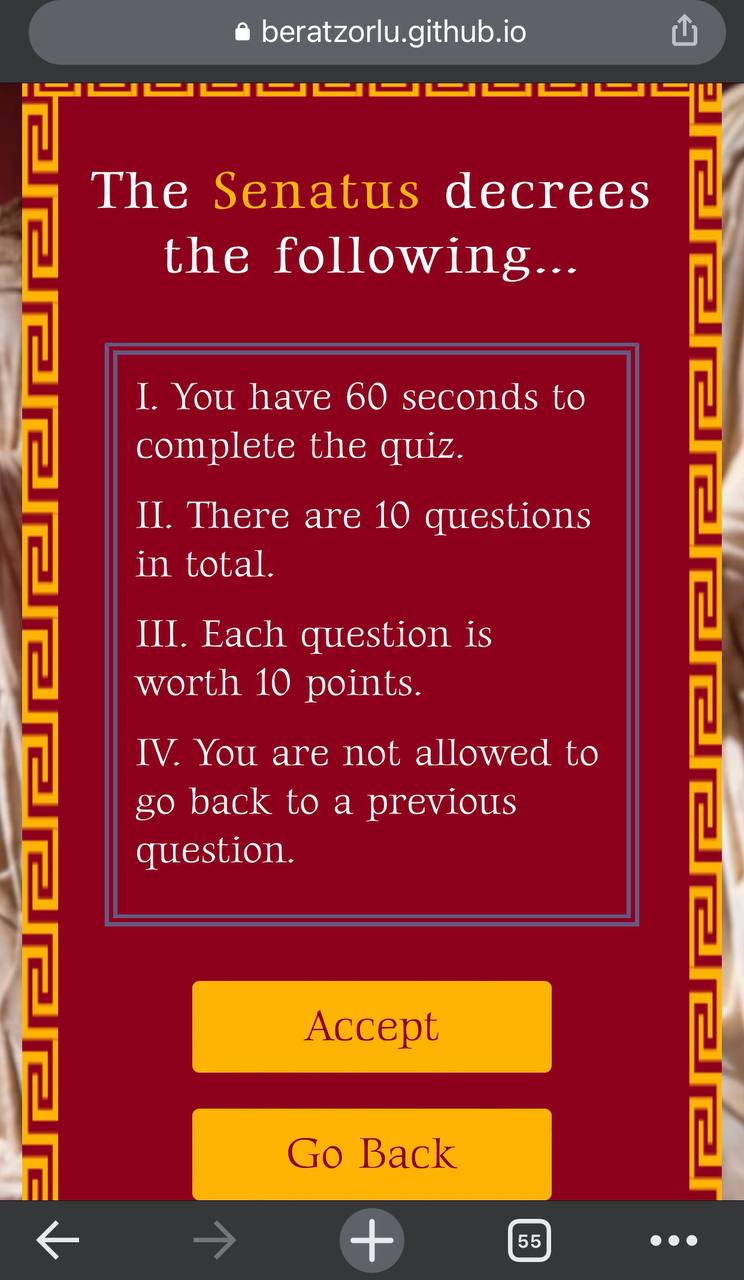 beratzorlu.github.io
The Senatus decrees
the following...
I. You have 60 seconds to
complete the quiz.
II. There are 10 questions
in total.
III. Each question is
worth 10 points.
IV. You are not allowed to
go back to a previous
question.
Accept
Go Back
55